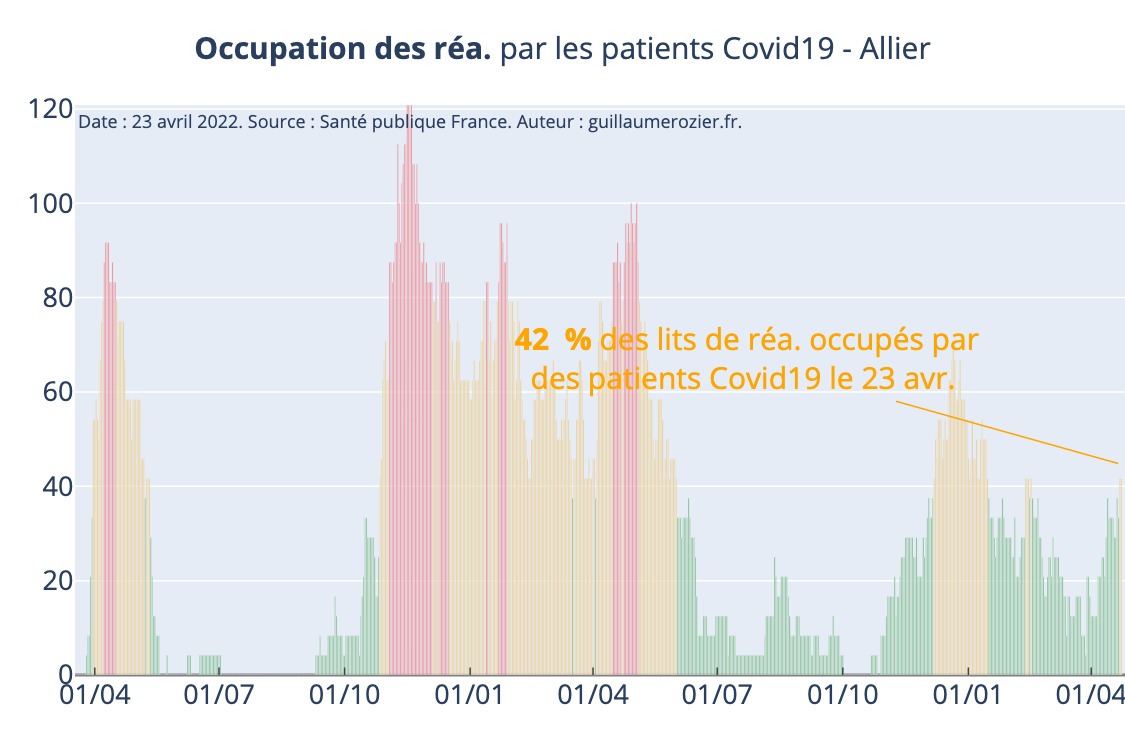 Occupation des réa. par les patients Covid19 - Allier
120
Date : 23 avril 2022. Source : Santé publique France. Auteur : guillaumerozier.fr.
100
80
42 % des lits de réa. occupés par
des patients Covid19 le 23 avr.
60
40
20
0
01/04 01/07 01/10 01/01 01/04 01/07 01/10 01/01 01/04